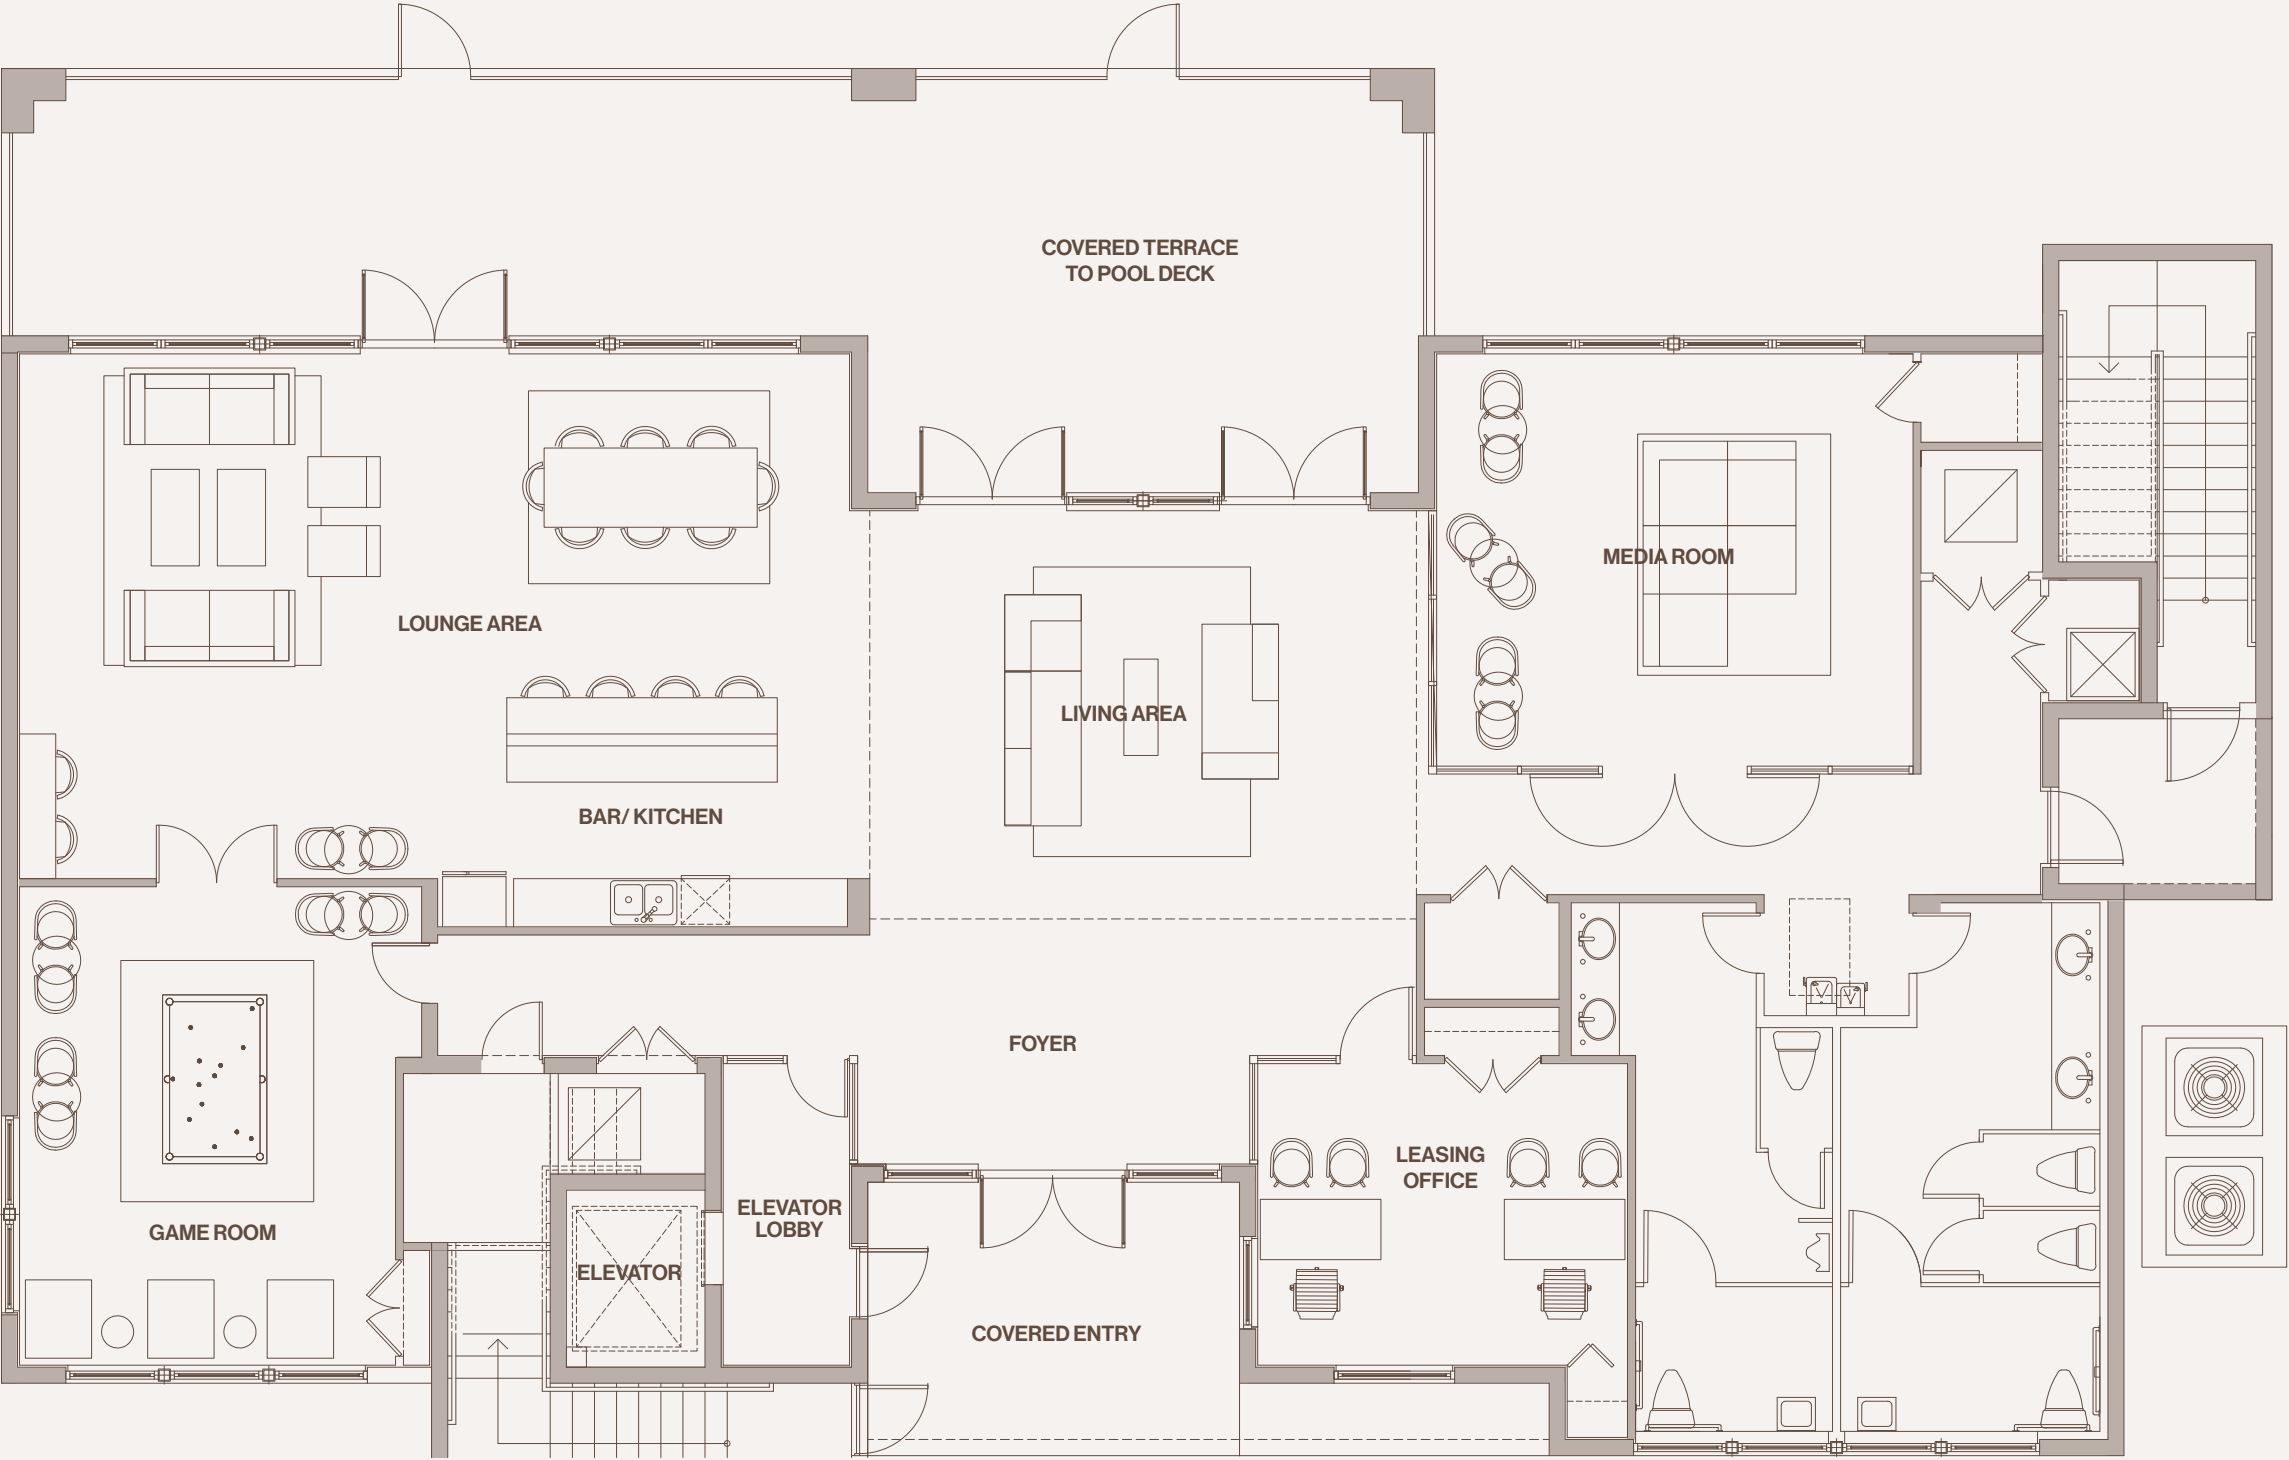 COVERED TERRACE
TO POOL DECK
MEDIA ROOM
LOUNGE AREA
LIVING AREA
BAR/ KITCHEN
FOYER
LEASING
OFFICE
ELEVATOR
LOBBY
GAME ROOM
ELEVATOR
COVERED ENTRY